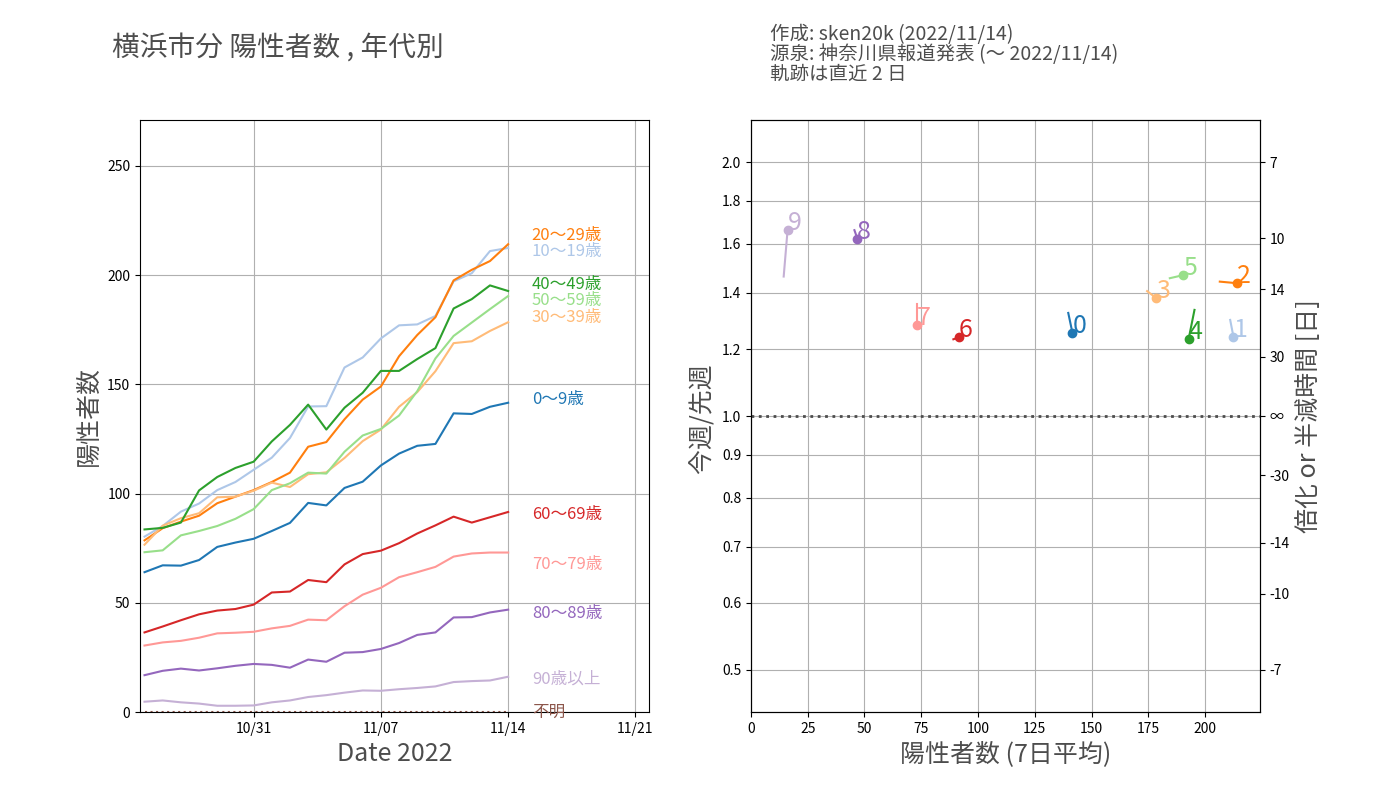 横浜市分 陽性者数 , 年代別
作成: sken20k (2022/11/14)
源泉: 神奈川県報道発表 (〜 2022/11/14)
軌跡は直近 2 日
陽性者数
250
200
150
100
50
0
10/31
11/07
11/14
11/21
Date 2022
20〜29歳
10〜19歳
40〜49歳
50〜59歳
30〜39歳
0〜9歳
60〜69歳
70〜79歳
80〜89歳
90歳以上
不明
今週/先週
2.0
1.8
1.6
1.4
1.2
1.0
0.9
0.8
0.7
0.6
0.5
9
8
7
6
0
3
5
4
2
1
0
25
50
75
100
125
150
175
200
陽性者数 (7日平均)
7
10
14
30
∞
-30
-14
-10
-7
倍化 or 半減時間 [日]